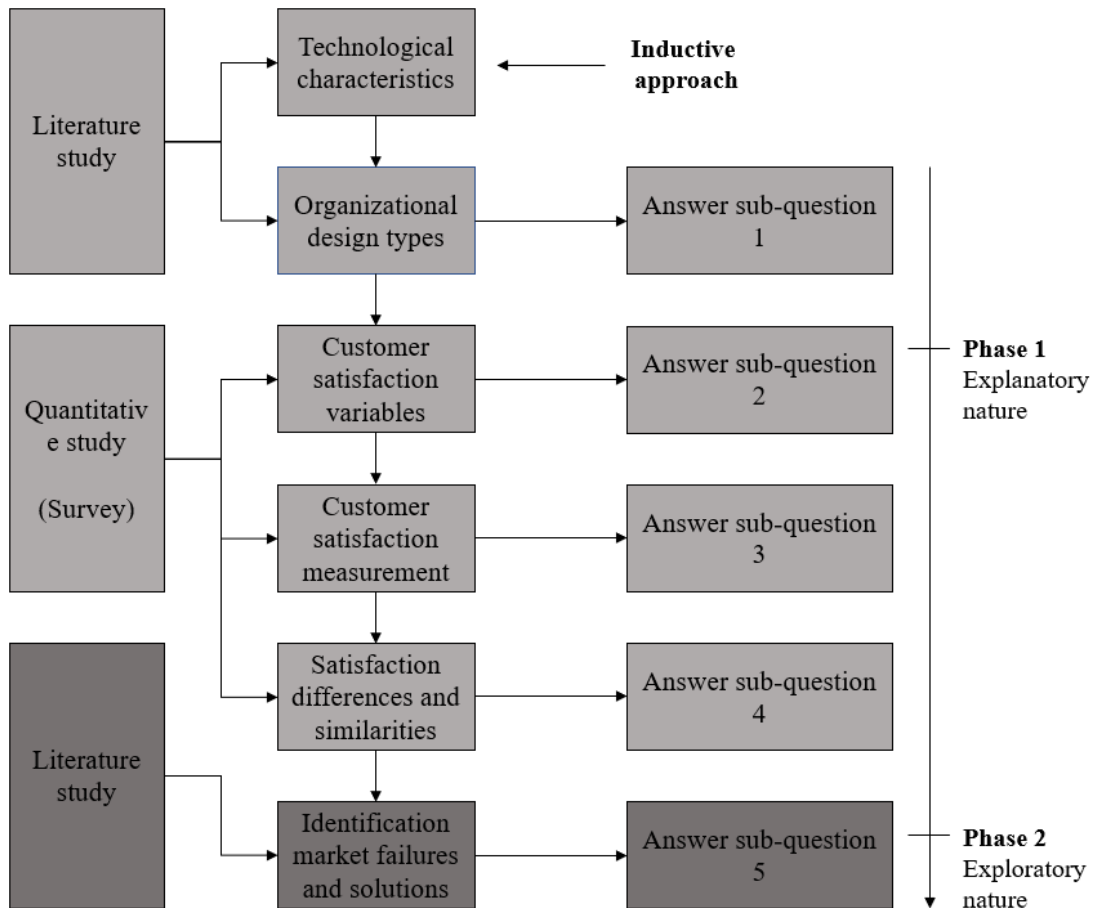 Technological
characteristics
Inductive
approach
Literature
study
Organizational
design types
Answer sub-question
1
Customer
satisfaction
variables
Answer sub-question
2
Phase 1
Explanatory
nature
Quantitativ
e study
(Survey)
Customer
satisfaction
measurement
Answer sub-question
3
Satisfaction
differences and
similarities
Answer sub-question
4
Literature
study
Identification
market failures
and solutions
Answer sub-question
5
Phase 2
Exploratory
nature